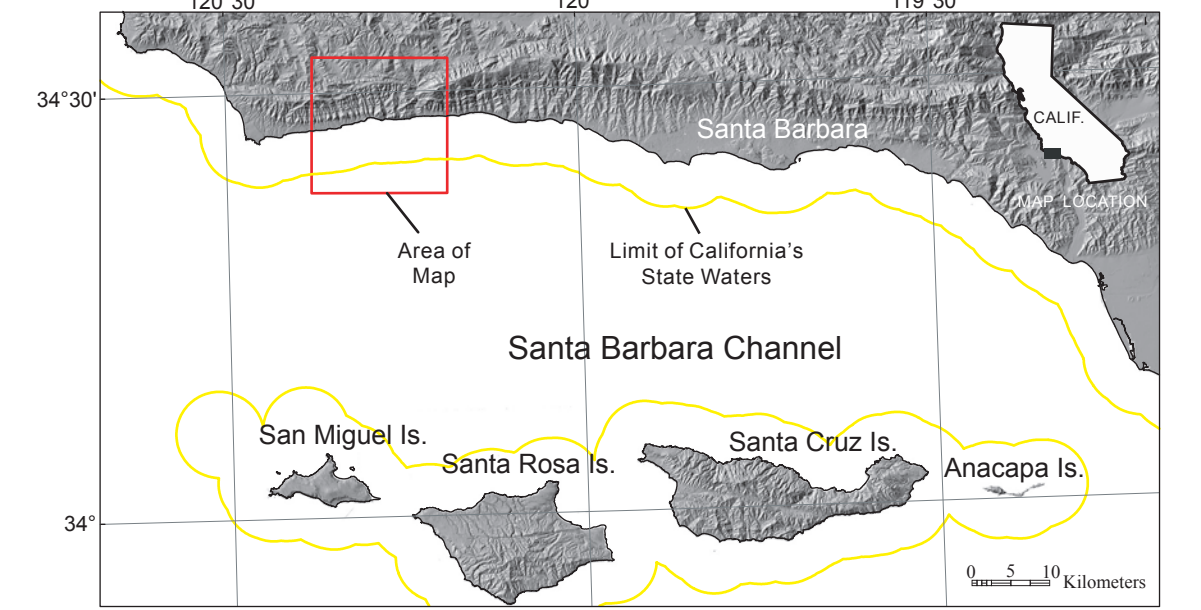 120°30'
120°
119°30'
34°30'
CALIF.
Santa Barbara
MAP LOCATION
Area of
Map
Limit of California’s
State Waters
Santa Barbara Channel
San Miguel Is.
Santa Rosa Is.
Santa Cruz Is.
Anacapa Is.
34°
0 5 10 Kilometers